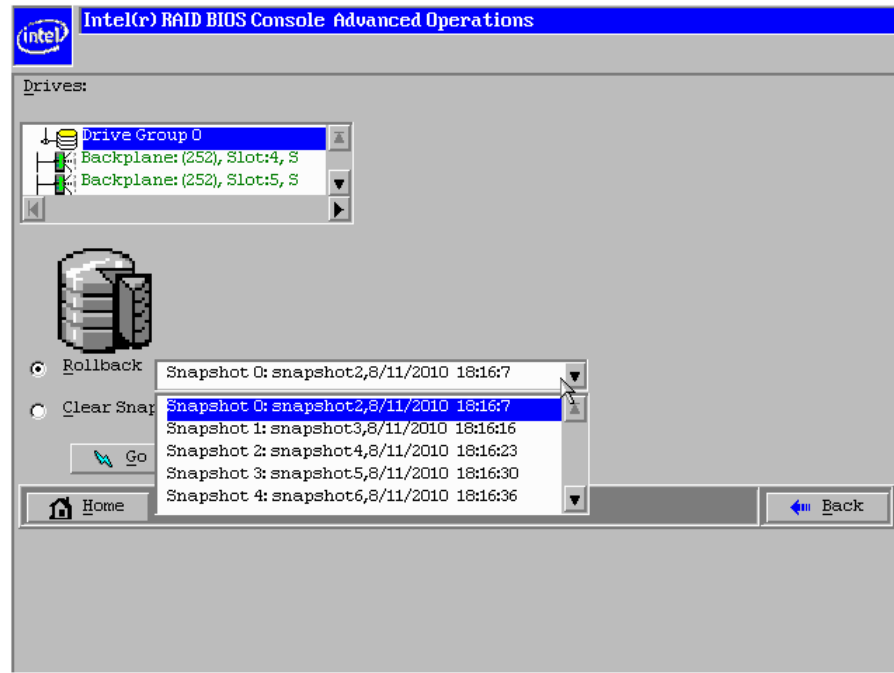 intel
Intel(r) RAID BIOS Console Advanced Operations
Drives:
Drive Group 0
Backplane: (252), Slot:4, S
Backplane: (252), Slot:5, S
Rollback
Snapshot 0: snapshot2,8/11/2010 18:16:7
Clear Snap
Snapshot 0: snapshot2,8/11/2010 18:16:7
Snapshot 1: snapshot3,8/11/2010 18:16:16
Snapshot 2: snapshot4,8/11/2010 18:16:23
Go
Snapshot 3: snapshot5,8/11/2010 18:16:30
Snapshot 4: snapshot6,8/11/2010 18:16:36
Home
Back